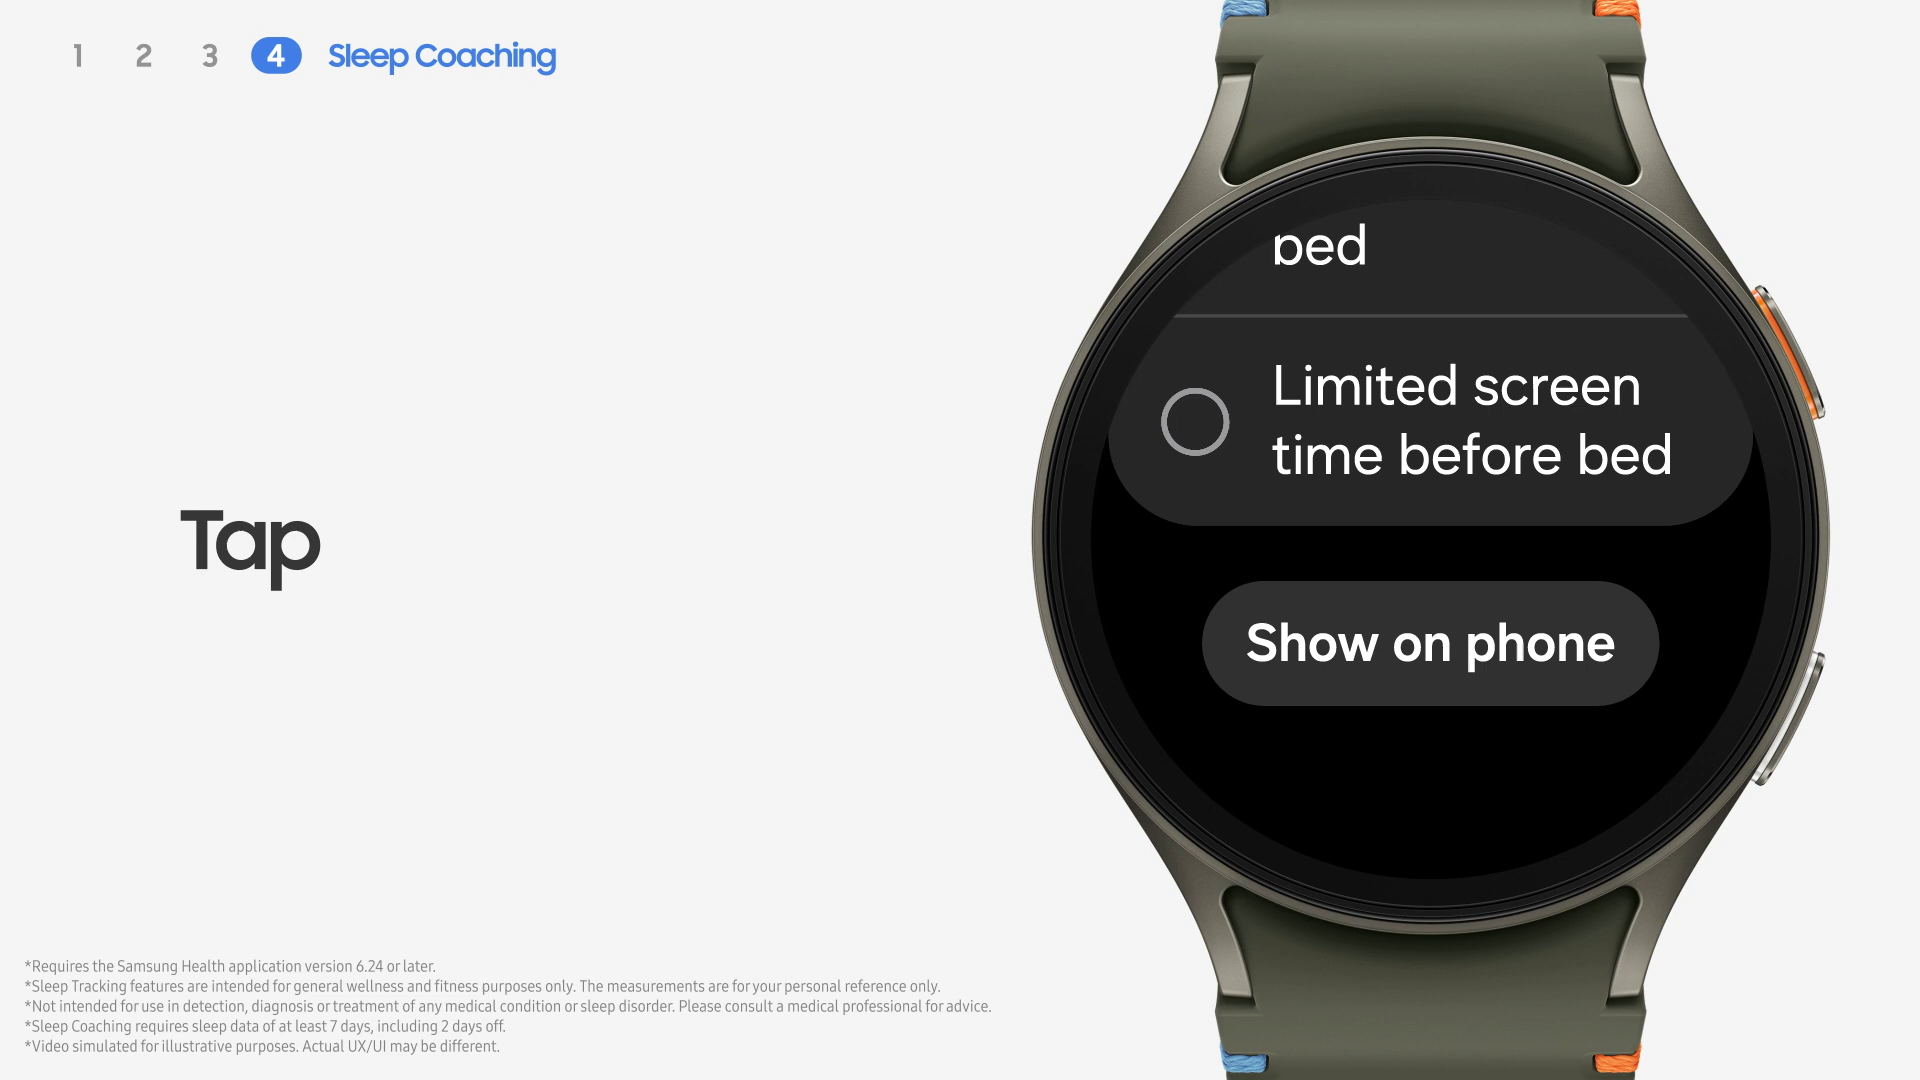 1 2 3 4 Sleep Coaching
bed
Limited screen
time before bed
Show on phone
Tap
*Requires the Samsung Health application version 6.24 or later.
*Sleep Tracking features are intended for general wellness and fitness purposes only. The measurements are for your personal reference only.
*Not intended for use in detection, diagnosis or treatment of any medical condition or sleep disorder. Please consult a medical professional for advice.
*Sleep Coaching requires sleep data of at least 7 days, including 2 days off.
*Video simulated for illustrative purposes. Actual UX/UI may be different.